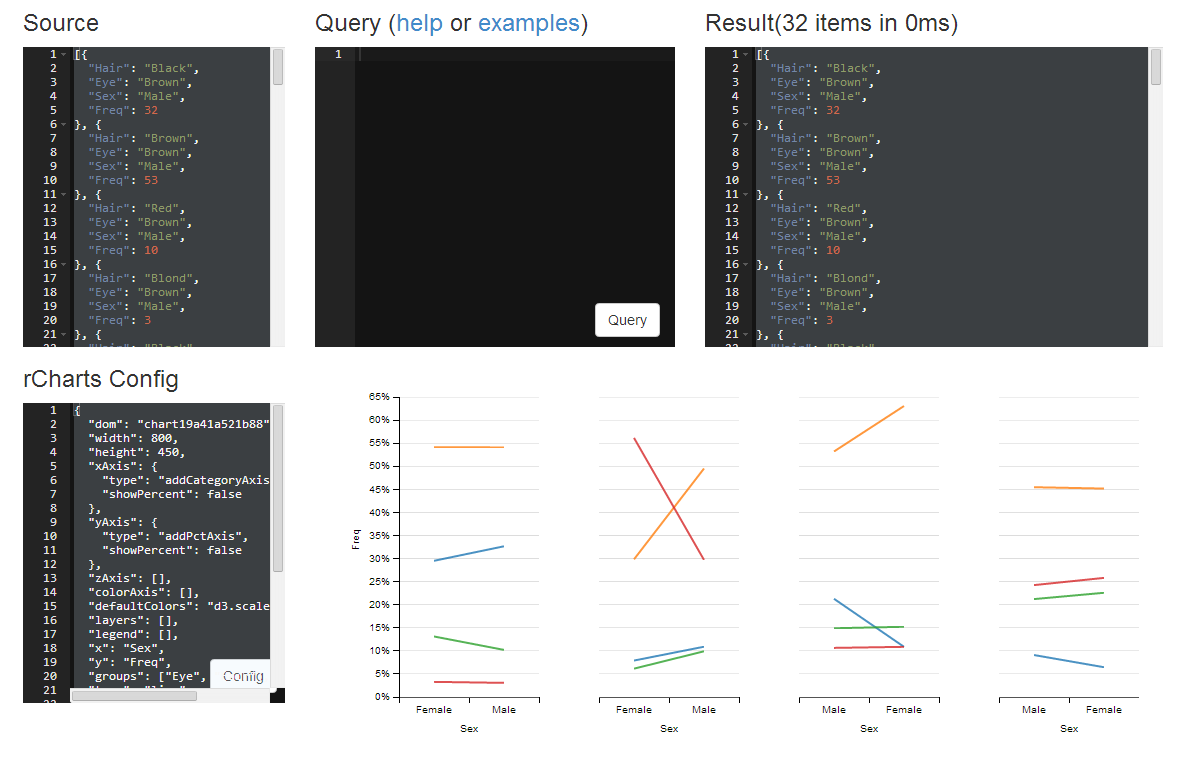 Source
1 [{
2 "Hair": "Black",
3 "Eye": "Brown",
4 "Sex": "Male",
5 "Freq": 32
6 }, {
7 "Hair": "Brown",
8 "Eye": "Brown",
9 "Sex": "Male",
10 "Freq": 53
11 }, {
12 "Hair": "Red",
13 "Eye": "Brown",
14 "Sex": "Male",
15 "Freq": 10
16 }, {
17 "Hair": "Blond",
18 "Eye": "Brown",
19 "Sex": "Male",
20 "Freq": 3
21 }, {
Query (help or examples)
1
Query
Result(32 items in 0ms)
1 [{
2 "Hair": "Black",
3 "Eye": "Brown",
4 "Sex": "Male",
5 "Freq": 32
6 }, {
7 "Hair": "Brown",
8 "Eye": "Brown",
9 "Sex": "Male",
10 "Freq": 53
11 }, {
12 "Hair": "Red",
13 "Eye": "Brown",
14 "Sex": "Male",
15 "Freq": 10
16 }, {
17 "Hair": "Blond",
18 "Eye": "Brown",
19 "Sex": "Male",
20 "Freq": 3
21 }, {
rCharts Config
1 {
2 "dom": "chart19a41a521b88"
3 "width": 800,
4 "height": 450,
5 "xAxis": {
6 "type": "addCategoryAxis
7 "showPercent": false
8 },
9 "yAxis": {
10 "type": "addPctAxis",
11 "showPercent": false
12 },
13 "zAxis": [],
14 "colorAxis": [],
15 "defaultColors": "d3.scale
16 "layers": [],
17 "legend": [],
18 "x": "Sex",
19 "y": "Freq",
20 "groups": ["Eye",
21
Config
65%
60%
55%
50%
45%
40%
35%
30%
25%
20%
15%
10%
5%
0%
Freq
Female Male
Sex
Female Male
Sex
Male Female
Sex
Male Female
Sex